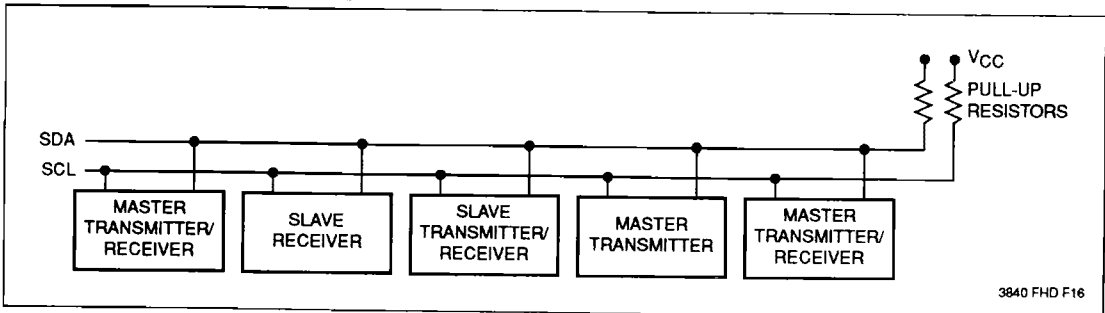 VCC
PULL-UP
RESISTORS
SDA
SCL
MASTER
TRANSMITTER/
RECEIVER
SLAVE
RECEIVER
SLAVE
TRANSMITTER/
RECEIVER
MASTER
TRANSMITTER
MASTER
TRANSMITTER/
RECEIVER
3840 FHD F16